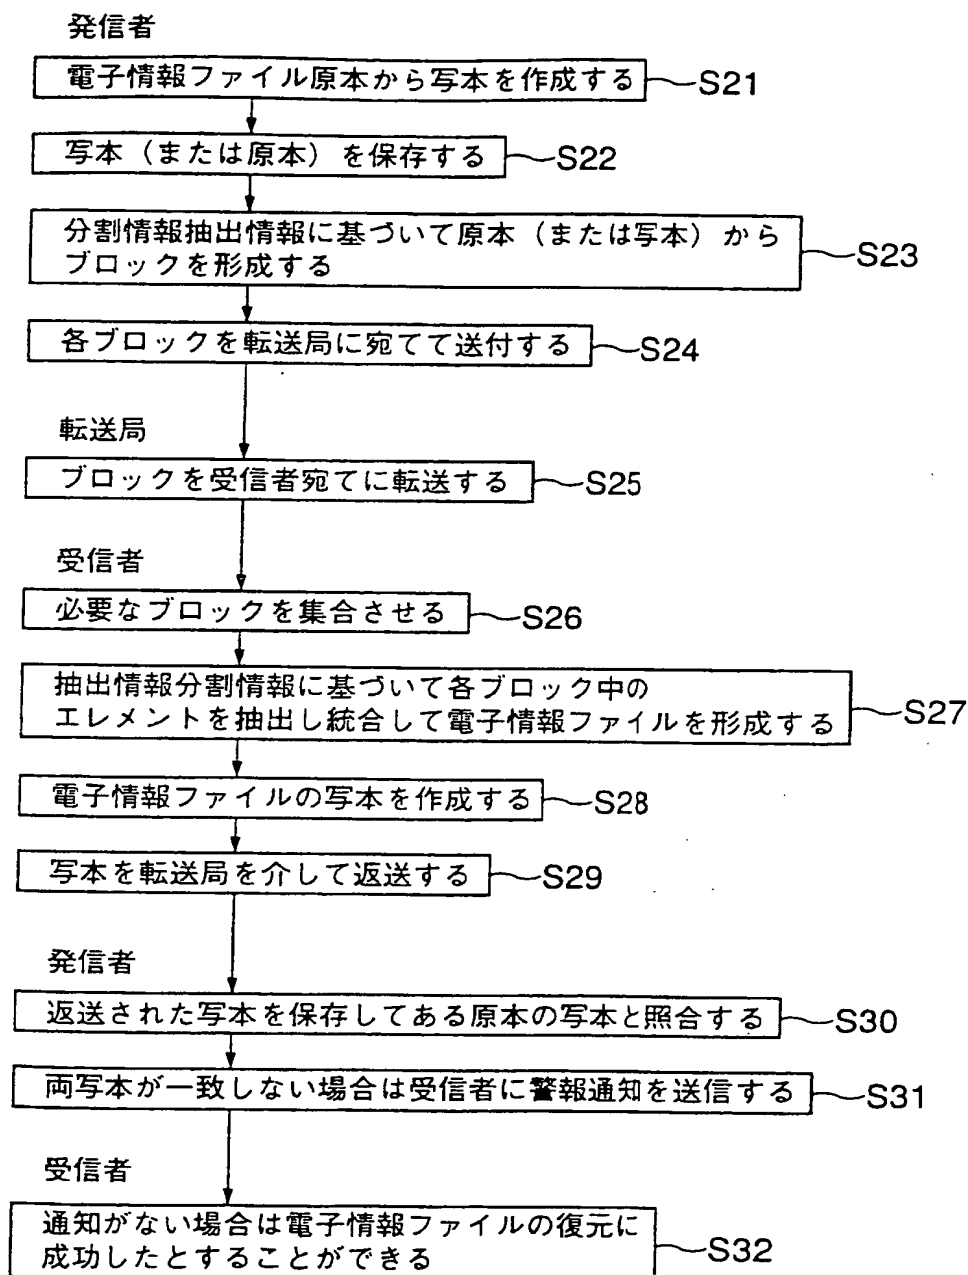 発信者
電子情報ファイル原本から写本を作成する S21
写本（または原本）を保存する S22
分割情報抽出情報に基づいて原本（または写本）から
ブロックを形成する S23
各ブロックを転送局に宛てて送付する S24
転送局
ブロックを受信者宛てに転送する S25
受信者
必要なブロックを集合させる S26
抽出情報分割情報に基づいて各ブロック中の
エレメントを抽出し統合して電子情報ファイルを形成する S27
電子情報ファイルの写本を作成する S28
写本を転送局を介して返送する S29
発信者
返送された写本を保存してある原本の写本と照合する S30
両写本が一致しない場合は受信者に警報通知を送信する S31
受信者
通知がない場合は電子情報ファイルの復元に
成功したとすることができる S32